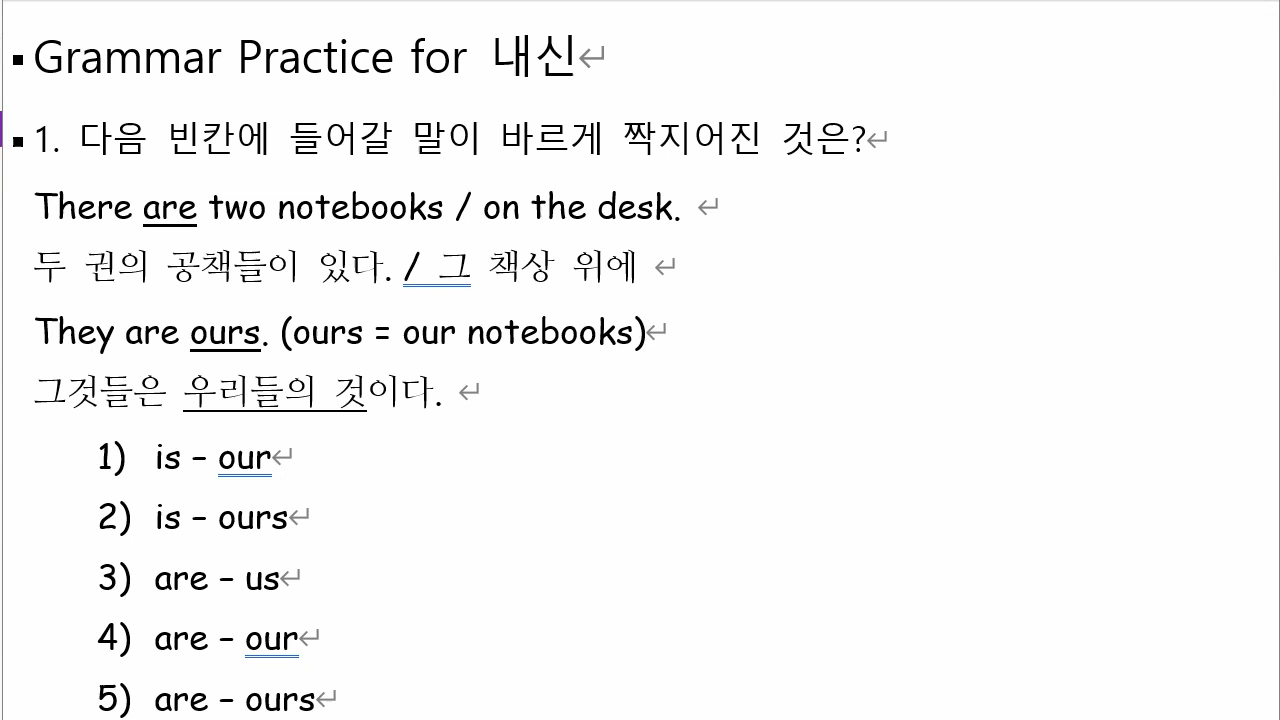 Grammar Practice for 내신
1. 다음 빈칸에 들어갈 말이 바르게 짝지어진 것은?
There are two notebooks / on the desk.
두 권의 공책들이 있다. / 그 책상 위에
They are ours. (ours = our notebooks)
그것들은 우리들의 것이다.
1) is – our
2) is – ours
3) are – us
4) are – our
5) are – ours